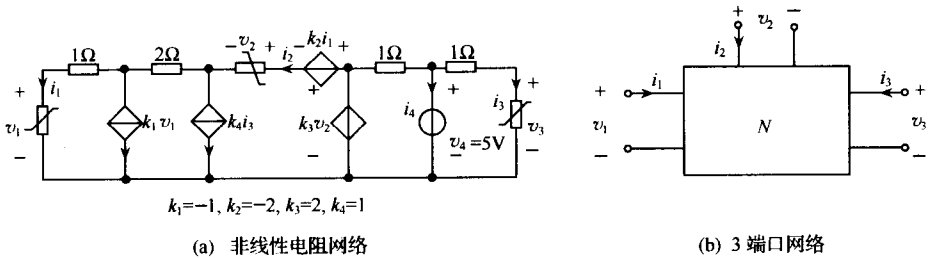 1Ω 2Ω − v₂ + i₂ −k₂i₁+ 1Ω 1Ω
+ i₁ v₁ −
k₁v₁ k₄i₃
+ k₃v₂ −
i₄ + v₄=5V −
i₃ + v₃ −
k₁=−1, k₂=−2, k₃=2, k₄=1
(a) 非线性电阻网络
+ v₂ −
i₂
+ i₁ i₃ +
v₁ N v₃
− −
(b) 3 端口网络